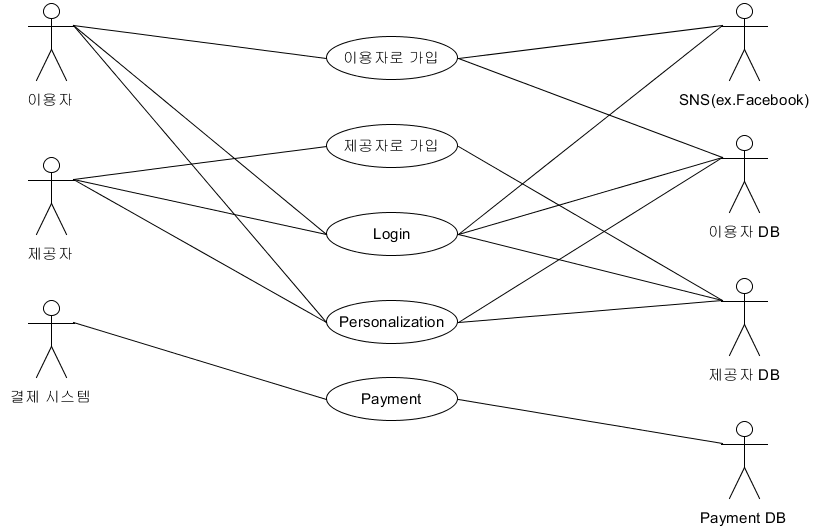 이용자
이용자로 가입
SNS(ex.Facebook)
제공자로 가입
이용자 DB
제공자
Login
Personalization
제공자 DB
결제 시스템
Payment
Payment DB